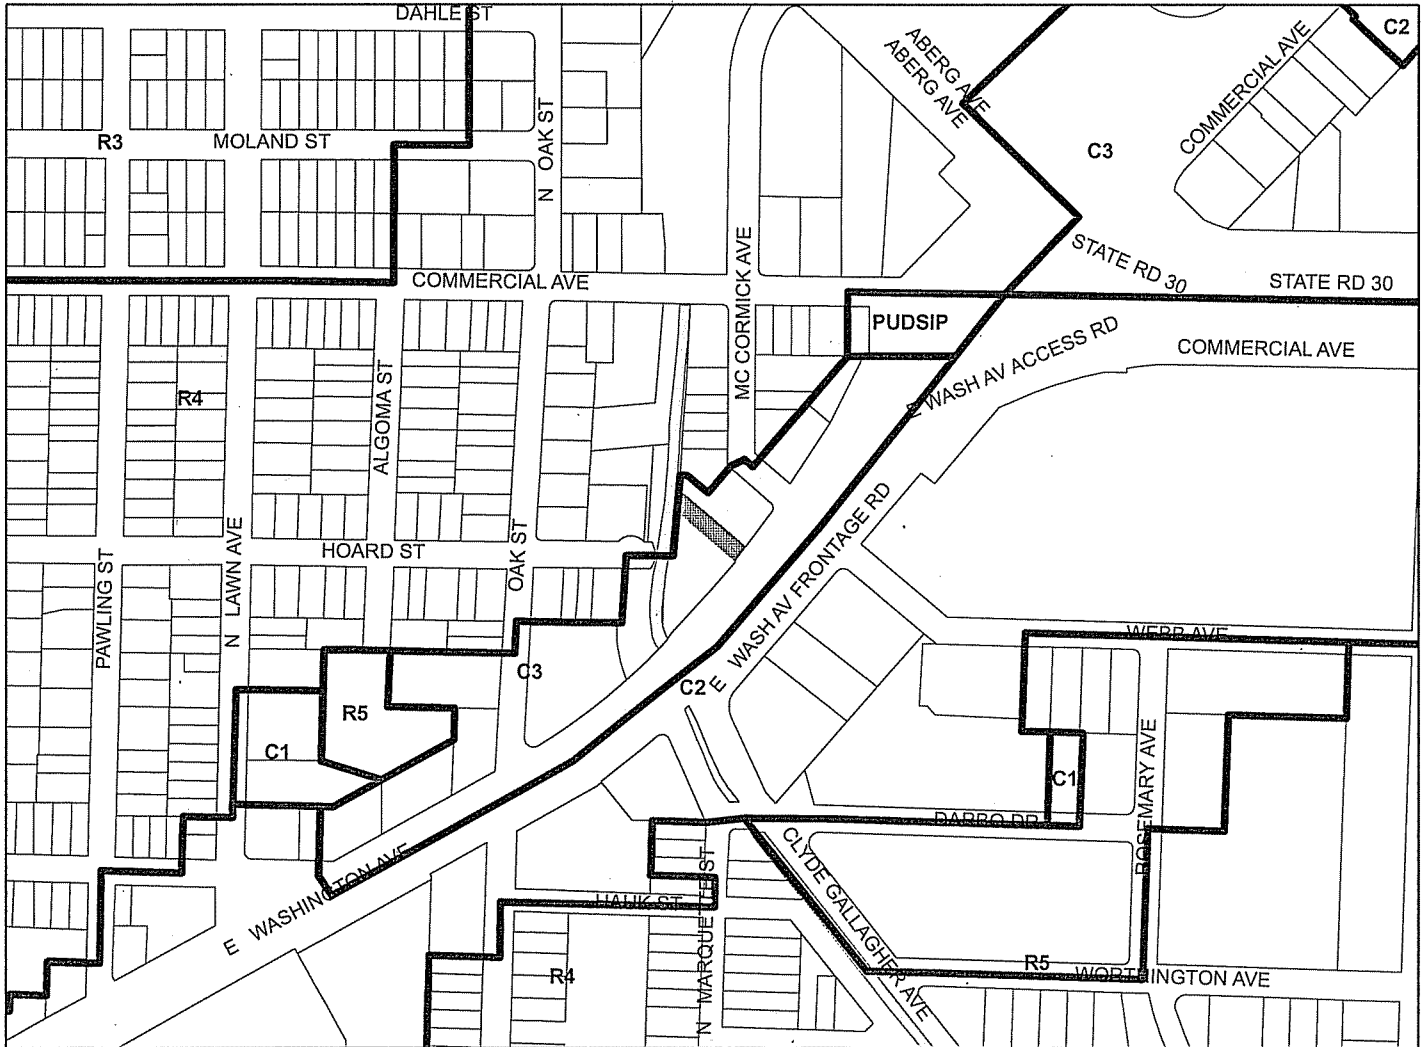 DAHLE ST
C2
ABERG AVE
ABERG AVE
COMMERCIAL AVE
R3
MOLAND ST
N OAK ST
C3
MC CORMICK AVE
STATE RD 30
STATE RD 30
COMMERCIAL AVE
PUDSIP
E WASH AV ACCESS RD
COMMERCIAL AVE
R4
ALGOMA ST
E WASH AV FRONTAGE RD
HOARD ST
OAK ST
N LAWN AVE
PAWLING ST
WEBB AVE
C3
C2
R5
C1
C1
ROSEMARY AVE
DARBO DR
CLYDE GALLAGHER AVE
E WASHINGTON AVE
HAUK ST
N MARQUETTE ST
R4
R5
WORTHINGTON AVE